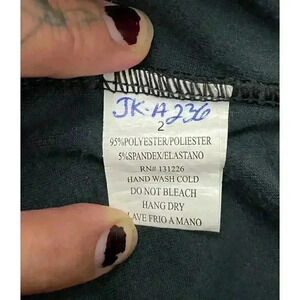 JK-A236
2
95%POLYESTER/POLIESTER
5%SPANDEX/ELASTANO
RN# 131226
HAND WASH COLD
DO NOT BLEACH
HANG DRY
LAVE FRIO A MANO